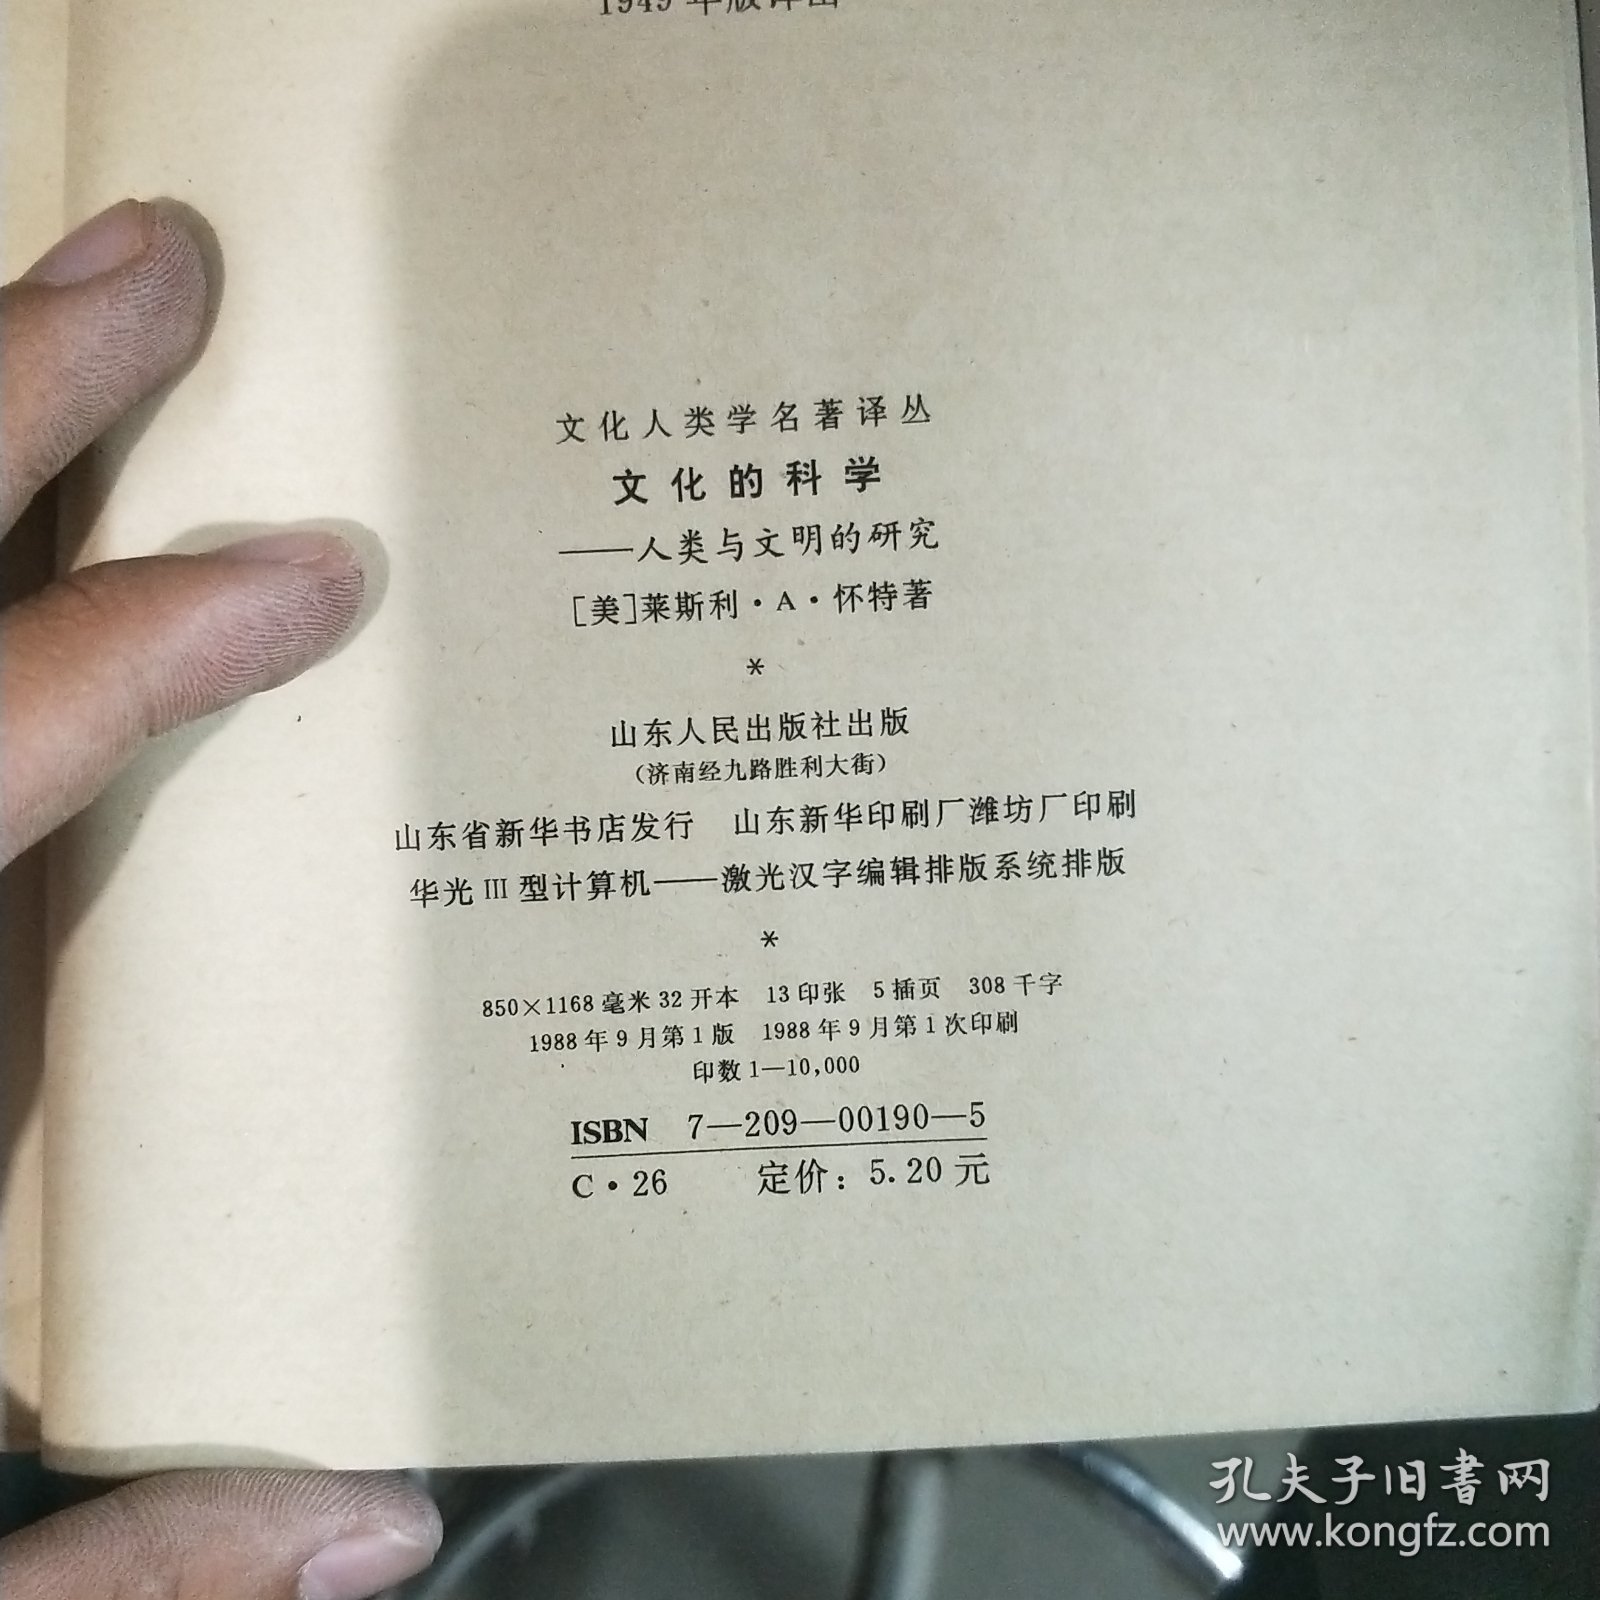 1949年版译出
文化人类学名著译丛
文化的科学
——人类与文明的研究
[美]莱斯利·A·怀特著
*
山东人民出版社出版
(济南经九路胜利大街)
山东省新华书店发行 山东新华印刷厂潍坊厂印刷
华光III型计算机——激光汉字编辑排版系统排版
*
850×1168毫米32开本 13印张 5插页 308千字
1988年9月第1版 1988年9月第1次印刷
印数1—10,000
ISBN 7—209—00190—5
C·26 定价:5.20元
孔夫子旧书网
www.kongfz.com